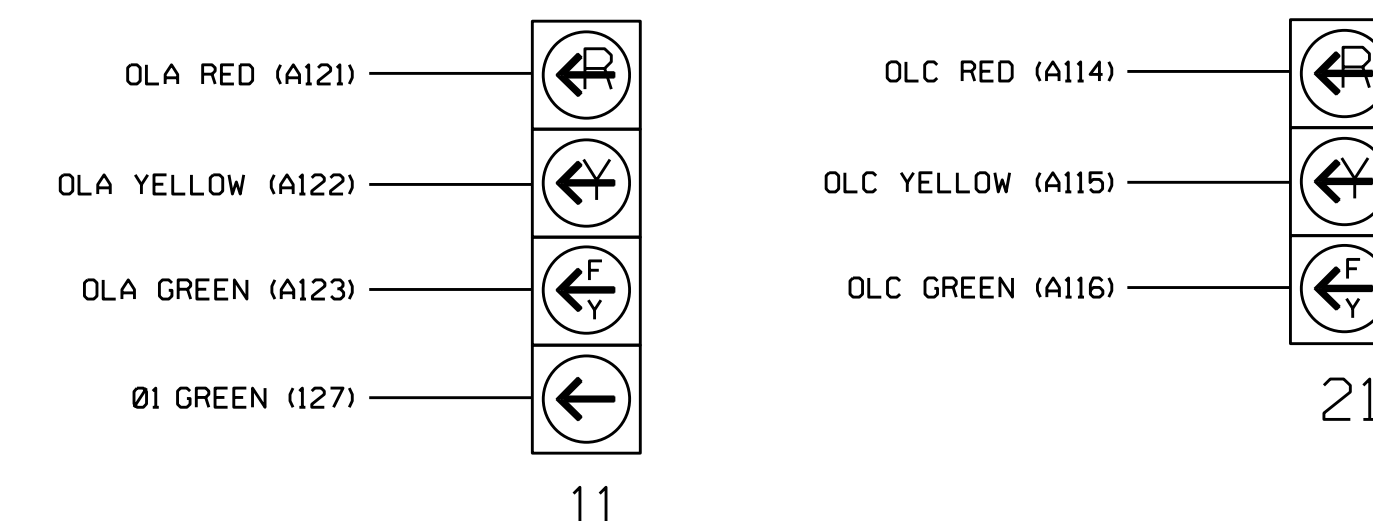 OLA RED (A121)
R
OLA YELLOW (A122)
Y
OLA GREEN (A123)
F
Y
Ø1 GREEN (127)
11
OLC RED (A114)
R
OLC YELLOW (A115)
Y
OLC GREEN (A116)
F
Y
21